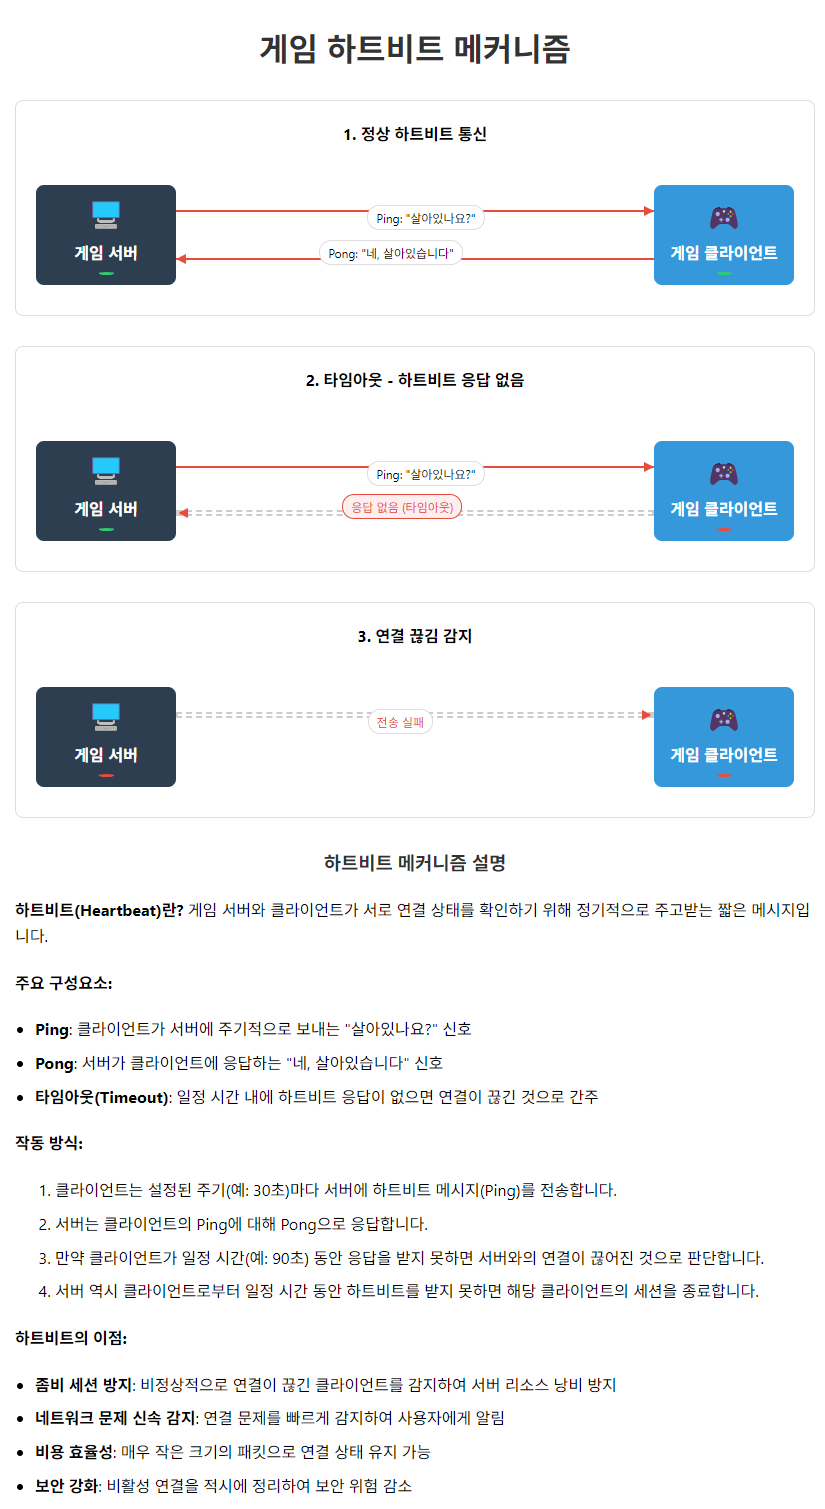 게임 하트비트 메커니즘
1. 정상 하트비트 통신
게임 서버
Ping: "살아있나요?"
Pong: "네, 살아있습니다"
게임 클라이언트
2. 타임아웃 - 하트비트 응답 없음
게임 서버
Ping: "살아있나요?"
응답 없음 (타임아웃)
게임 클라이언트
3. 연결 끊김 감지
게임 서버
전송 실패
게임 클라이언트
하트비트 메커니즘 설명
하트비트(Heartbeat)란? 게임 서버와 클라이언트가 서로 연결 상태를 확인하기 위해 정기적으로 주고받는 짧은 메시지입
니다.
주요 구성요소:
• Ping: 클라이언트가 서버에 주기적으로 보내는 "살아있나요?" 신호
• Pong: 서버가 클라이언트에 응답하는 "네, 살아있습니다" 신호
• 타임아웃(Timeout): 일정 시간 내에 하트비트 응답이 없으면 연결이 끊긴 것으로 간주
작동 방식:
1. 클라이언트는 설정된 주기(예: 30초)마다 서버에 하트비트 메시지(Ping)를 전송합니다.
2. 서버는 클라이언트의 Ping에 대해 Pong으로 응답합니다.
3. 만약 클라이언트가 일정 시간(예: 90초) 동안 응답을 받지 못하면 서버와의 연결이 끊어진 것으로 판단합니다.
4. 서버 역시 클라이언트로부터 일정 시간 동안 하트비트를 받지 못하면 해당 클라이언트의 세션을 종료합니다.
하트비트의 이점:
• 좀비 세션 방지: 비정상적으로 연결이 끊긴 클라이언트를 감지하여 서버 리소스 낭비 방지
• 네트워크 문제 신속 감지: 연결 문제를 빠르게 감지하여 사용자에게 알림
• 비용 효율성: 매우 작은 크기의 패킷으로 연결 상태 유지 가능
• 보안 강화: 비활성 연결을 적시에 정리하여 보안 위험 감소